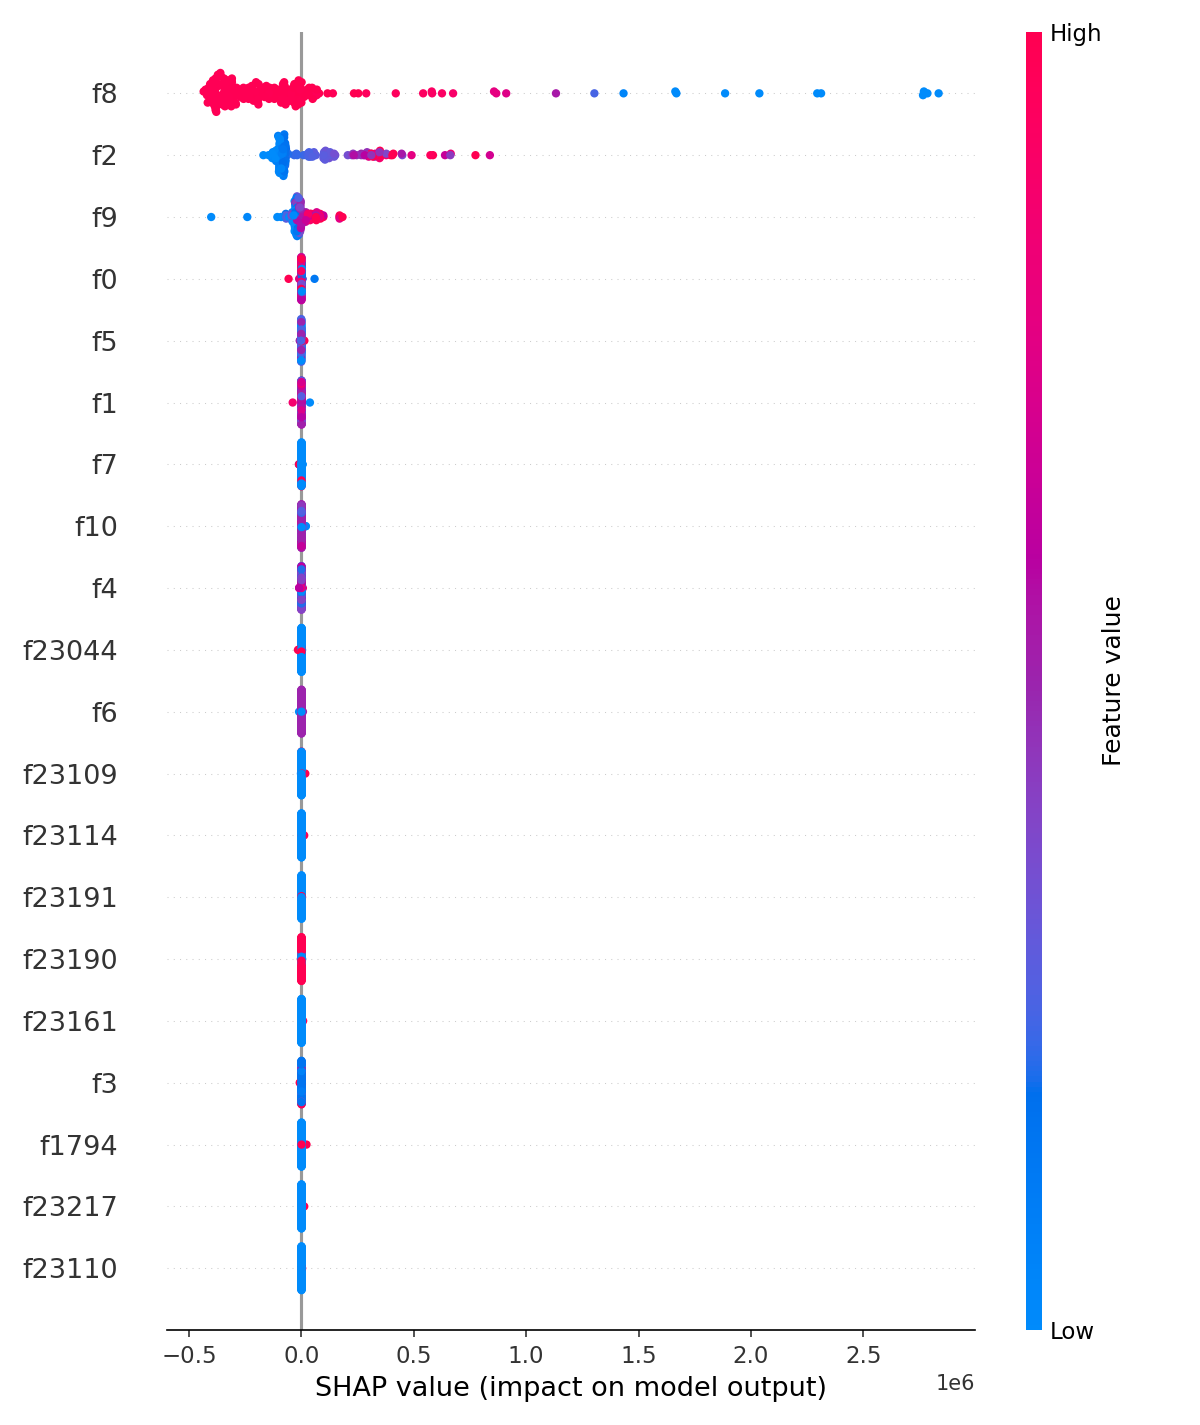 High
f8
f2
f9
f0
f5
f1
f7
f10
f4
f23044
f6
f23109
f23114
f23191
f23190
f23161
f3
f1794
f23217
f23110
Feature value
Low
−0.5 0.0 0.5 1.0 1.5 2.0 2.5
1e6
SHAP value (impact on model output)